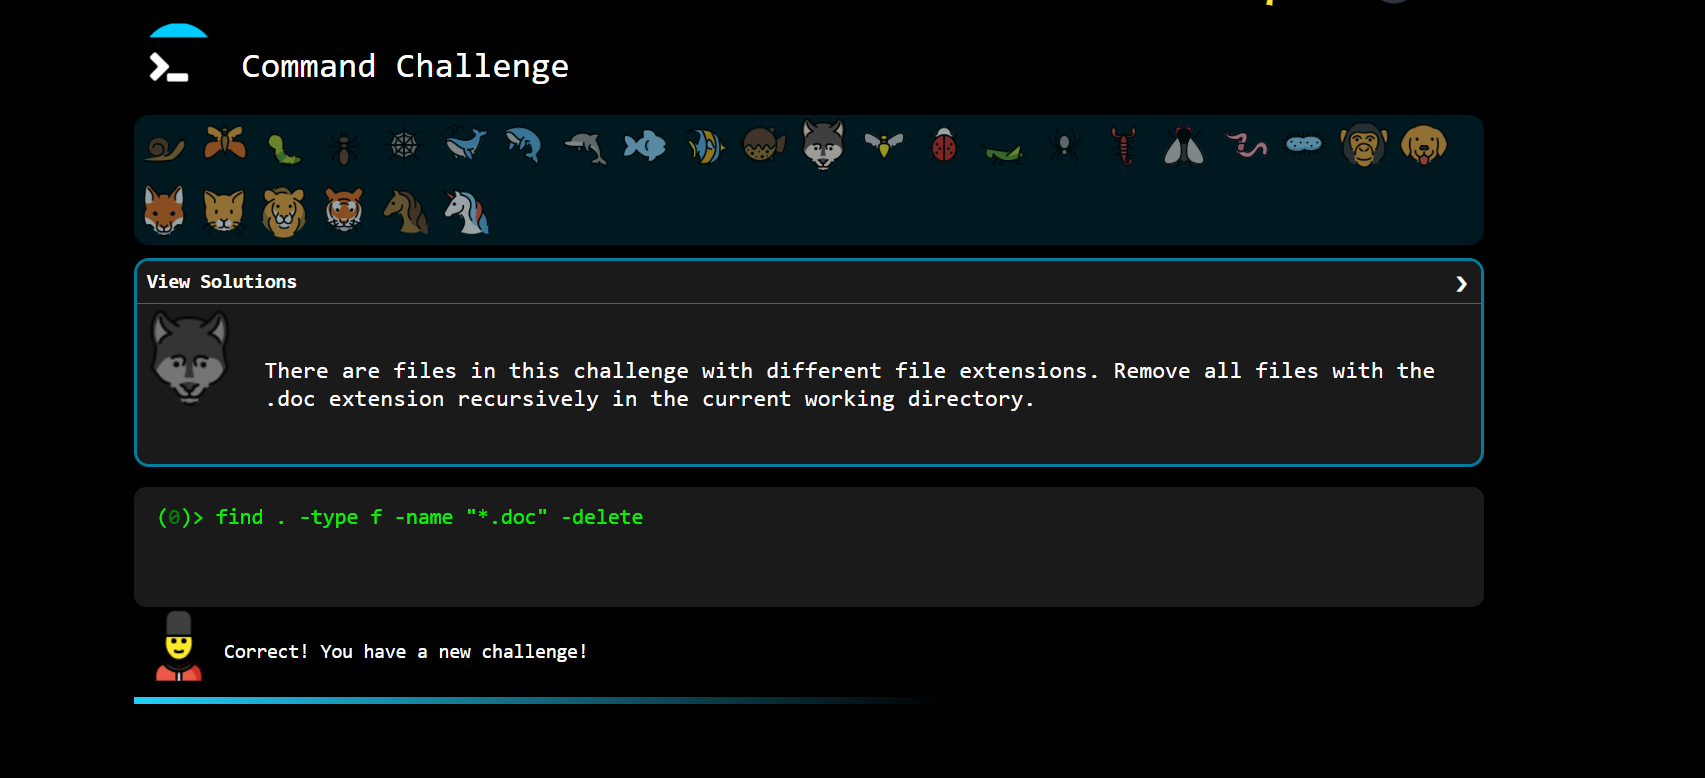 Command Challenge
View Solutions
There are files in this challenge with different file extensions. Remove all files with the
.doc extension recursively in the current working directory.
(0)> find . -type f -name "*.doc" -delete
Correct! You have a new challenge!